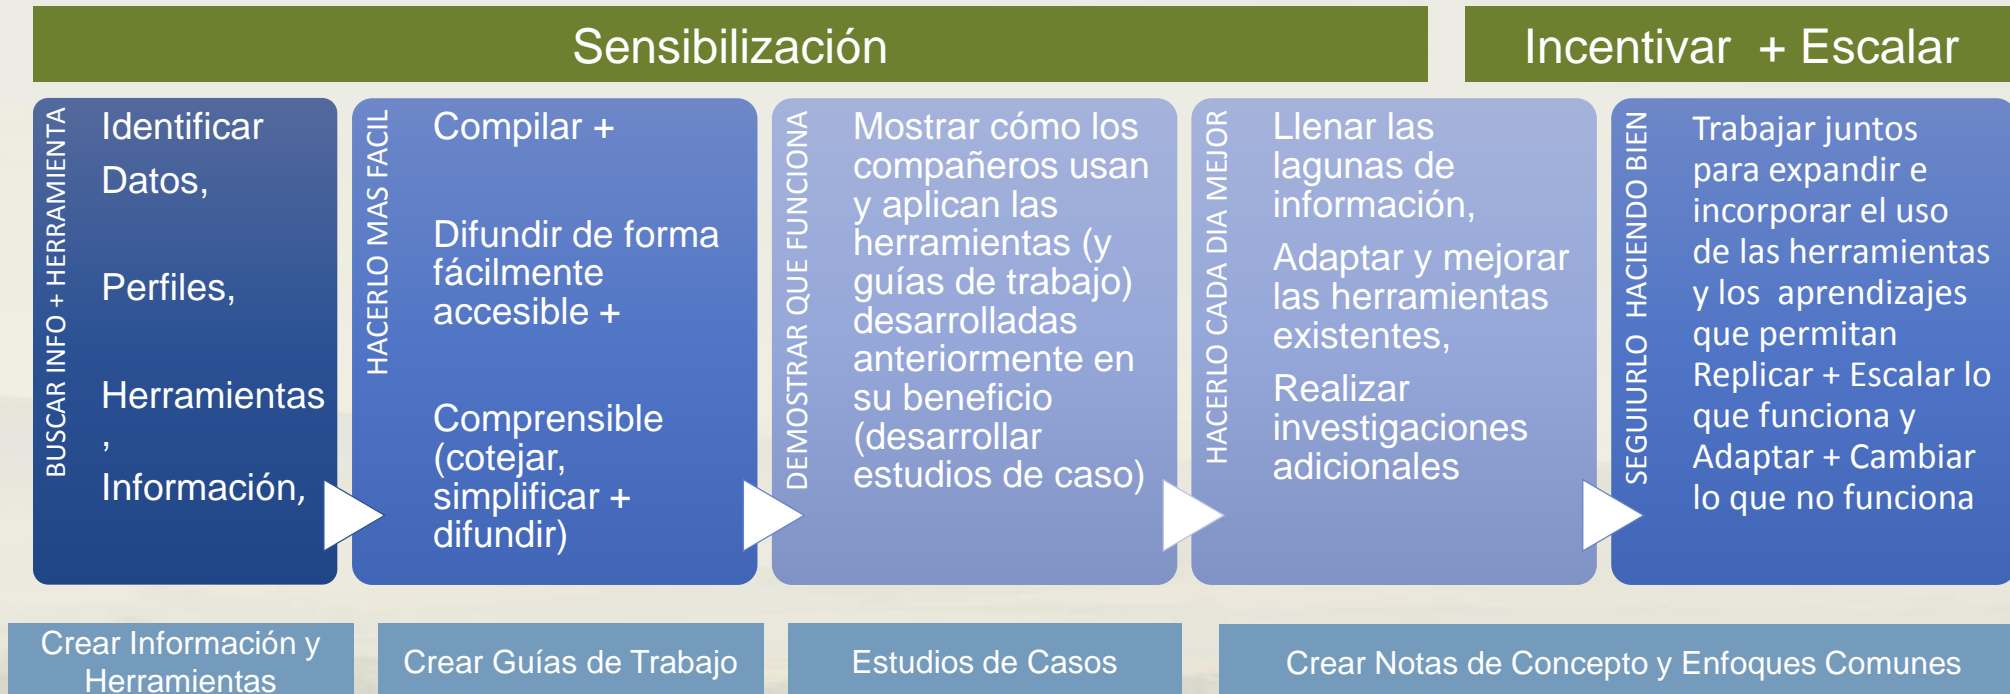 Sensibilización
Incentivar + Escalar
BUSCAR INFO + HERRAMIENTA
Identificar
Datos,
Perfiles,
Herramientas
,
Información,
HACERLO MAS FACIL
Compilar +
Difundir de forma
fácilmente
accesible +
Comprensible
(cotejar,
simplificar +
difundir)
DEMOSTRAR QUE FUNCIONA
Mostrar cómo los
compañeros usan
y aplican las
herramientas (y
guías de trabajo)
desarrolladas
anteriormente en
su beneficio
(desarrollar
estudios de caso)
HACERLO CADA DIA MEJOR
Llenar las
lagunas de
información,
Adaptar y mejorar
las herramientas
existentes,
Realizar
investigaciones
adicionales
SEGUIURLO HACIENDO BIEN
Trabajar juntos
para expandir e
incorporar el uso
de las herramientas
y los aprendizajes
que permitan
Replicar + Escalar lo
que funciona y
Adaptar + Cambiar
lo que no funciona
Crear Información y
Herramientas
Crear Guías de Trabajo
Estudios de Casos
Crear Notas de Concepto y Enfoques Comunes